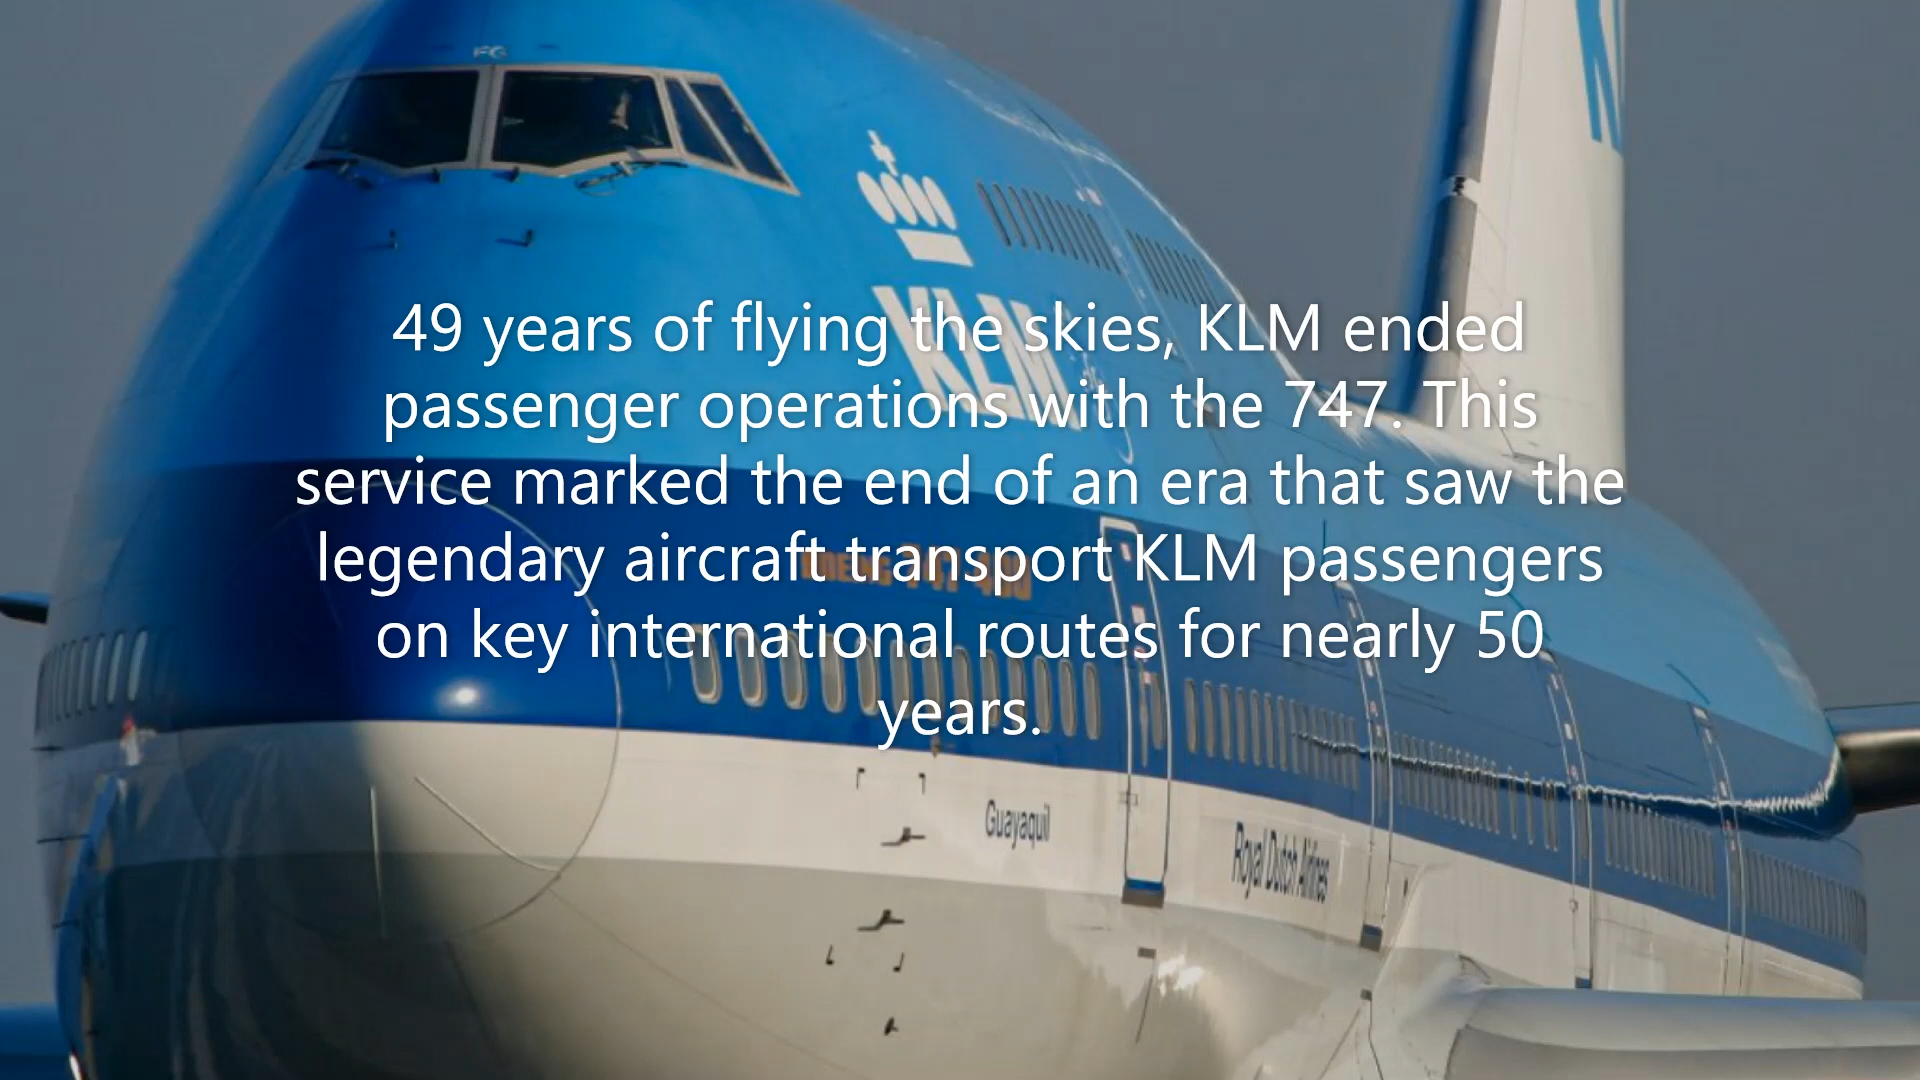 FG
KLM
49 years of flying the skies, KLM ended
passenger operations with the 747. This
service marked the end of an era that saw the
legendary aircraft transport KLM passengers
on key international routes for nearly 50
years.
Guayaquil
Royal Dutch Airlines